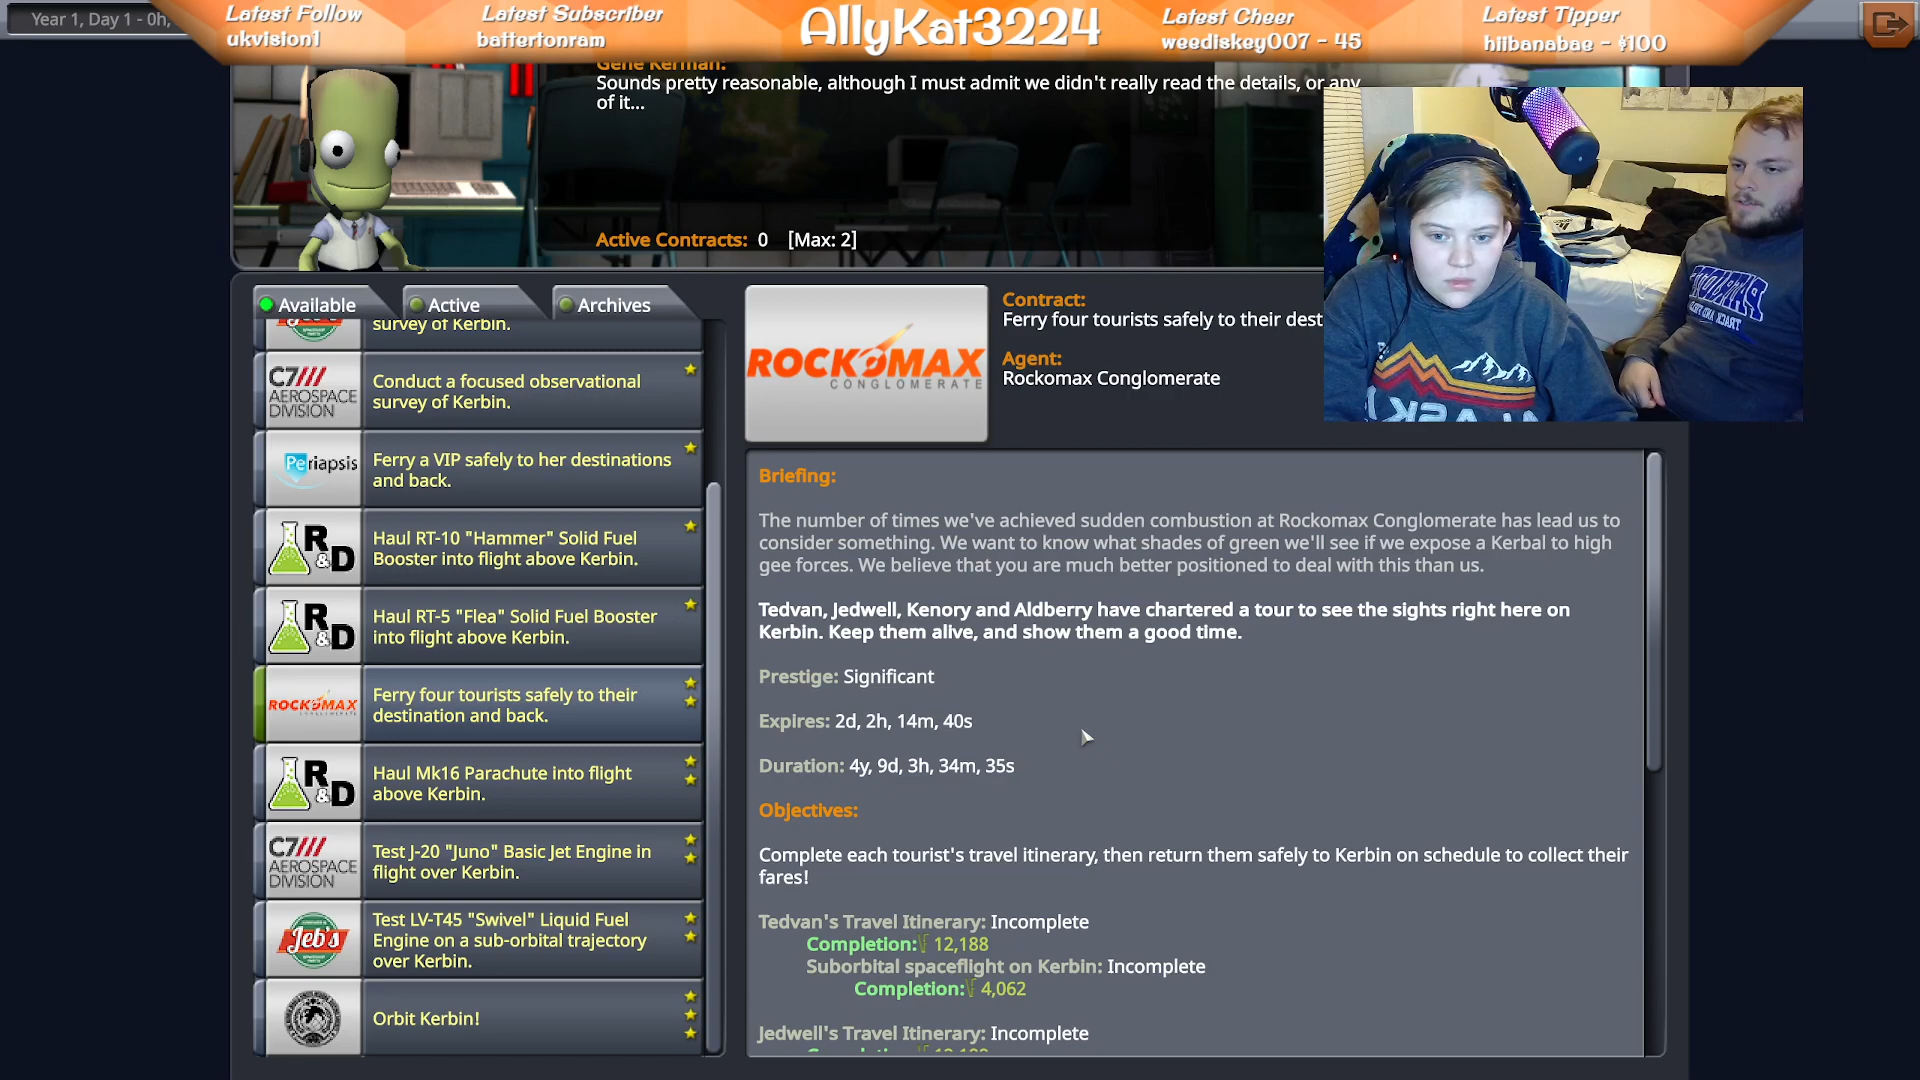 Year 1, Day 1 - 0h,
Latest Follow
ukvision1
Latest Subscriber
battertonram
AllyKat3224
Latest Cheer
weediskey007 - 45
Latest Tipper
hiibanabae - $100
Gene Kerman:
Sounds pretty reasonable, although I must admit we didn't really read the details, or any
of it...
Active Contracts: 0 [Max: 2]
Available
Active
Archives
survey of Kerbin.
C7 AEROSPACE DIVISION
Conduct a focused observational
survey of Kerbin.
Periapsis
Ferry a VIP safely to her destinations
and back.
R&D
Haul RT-10 "Hammer" Solid Fuel
Booster into flight above Kerbin.
R&D
Haul RT-5 "Flea" Solid Fuel Booster
into flight above Kerbin.
ROCKOMAX
Ferry four tourists safely to their
destination and back.
R&D
Haul Mk16 Parachute into flight
above Kerbin.
C7 AEROSPACE DIVISION
Test J-20 "Juno" Basic Jet Engine in
flight over Kerbin.
Jeb's
Test LV-T45 "Swivel" Liquid Fuel
Engine on a sub-orbital trajectory
over Kerbin.
Orbit Kerbin!
ROCKOMAX
CONGLOMERATE
Contract:
Ferry four tourists safely to their dest
Agent:
Rockomax Conglomerate
Briefing:
The number of times we've achieved sudden combustion at Rockomax Conglomerate has lead us to
consider something. We want to know what shades of green we'll see if we expose a Kerbal to high
gee forces. We believe that you are much better positioned to deal with this than us.
Tedvan, Jedwell, Kenory and Aldberry have chartered a tour to see the sights right here on
Kerbin. Keep them alive, and show them a good time.
Prestige: Significant
Expires: 2d, 2h, 14m, 40s
Duration: 4y, 9d, 3h, 34m, 35s
Objectives:
Complete each tourist's travel itinerary, then return them safely to Kerbin on schedule to collect their
fares!
Tedvan's Travel Itinerary: Incomplete
Completion: 12,188
Suborbital spaceflight on Kerbin: Incomplete
Completion: 4,062
Jedwell's Travel Itinerary: Incomplete